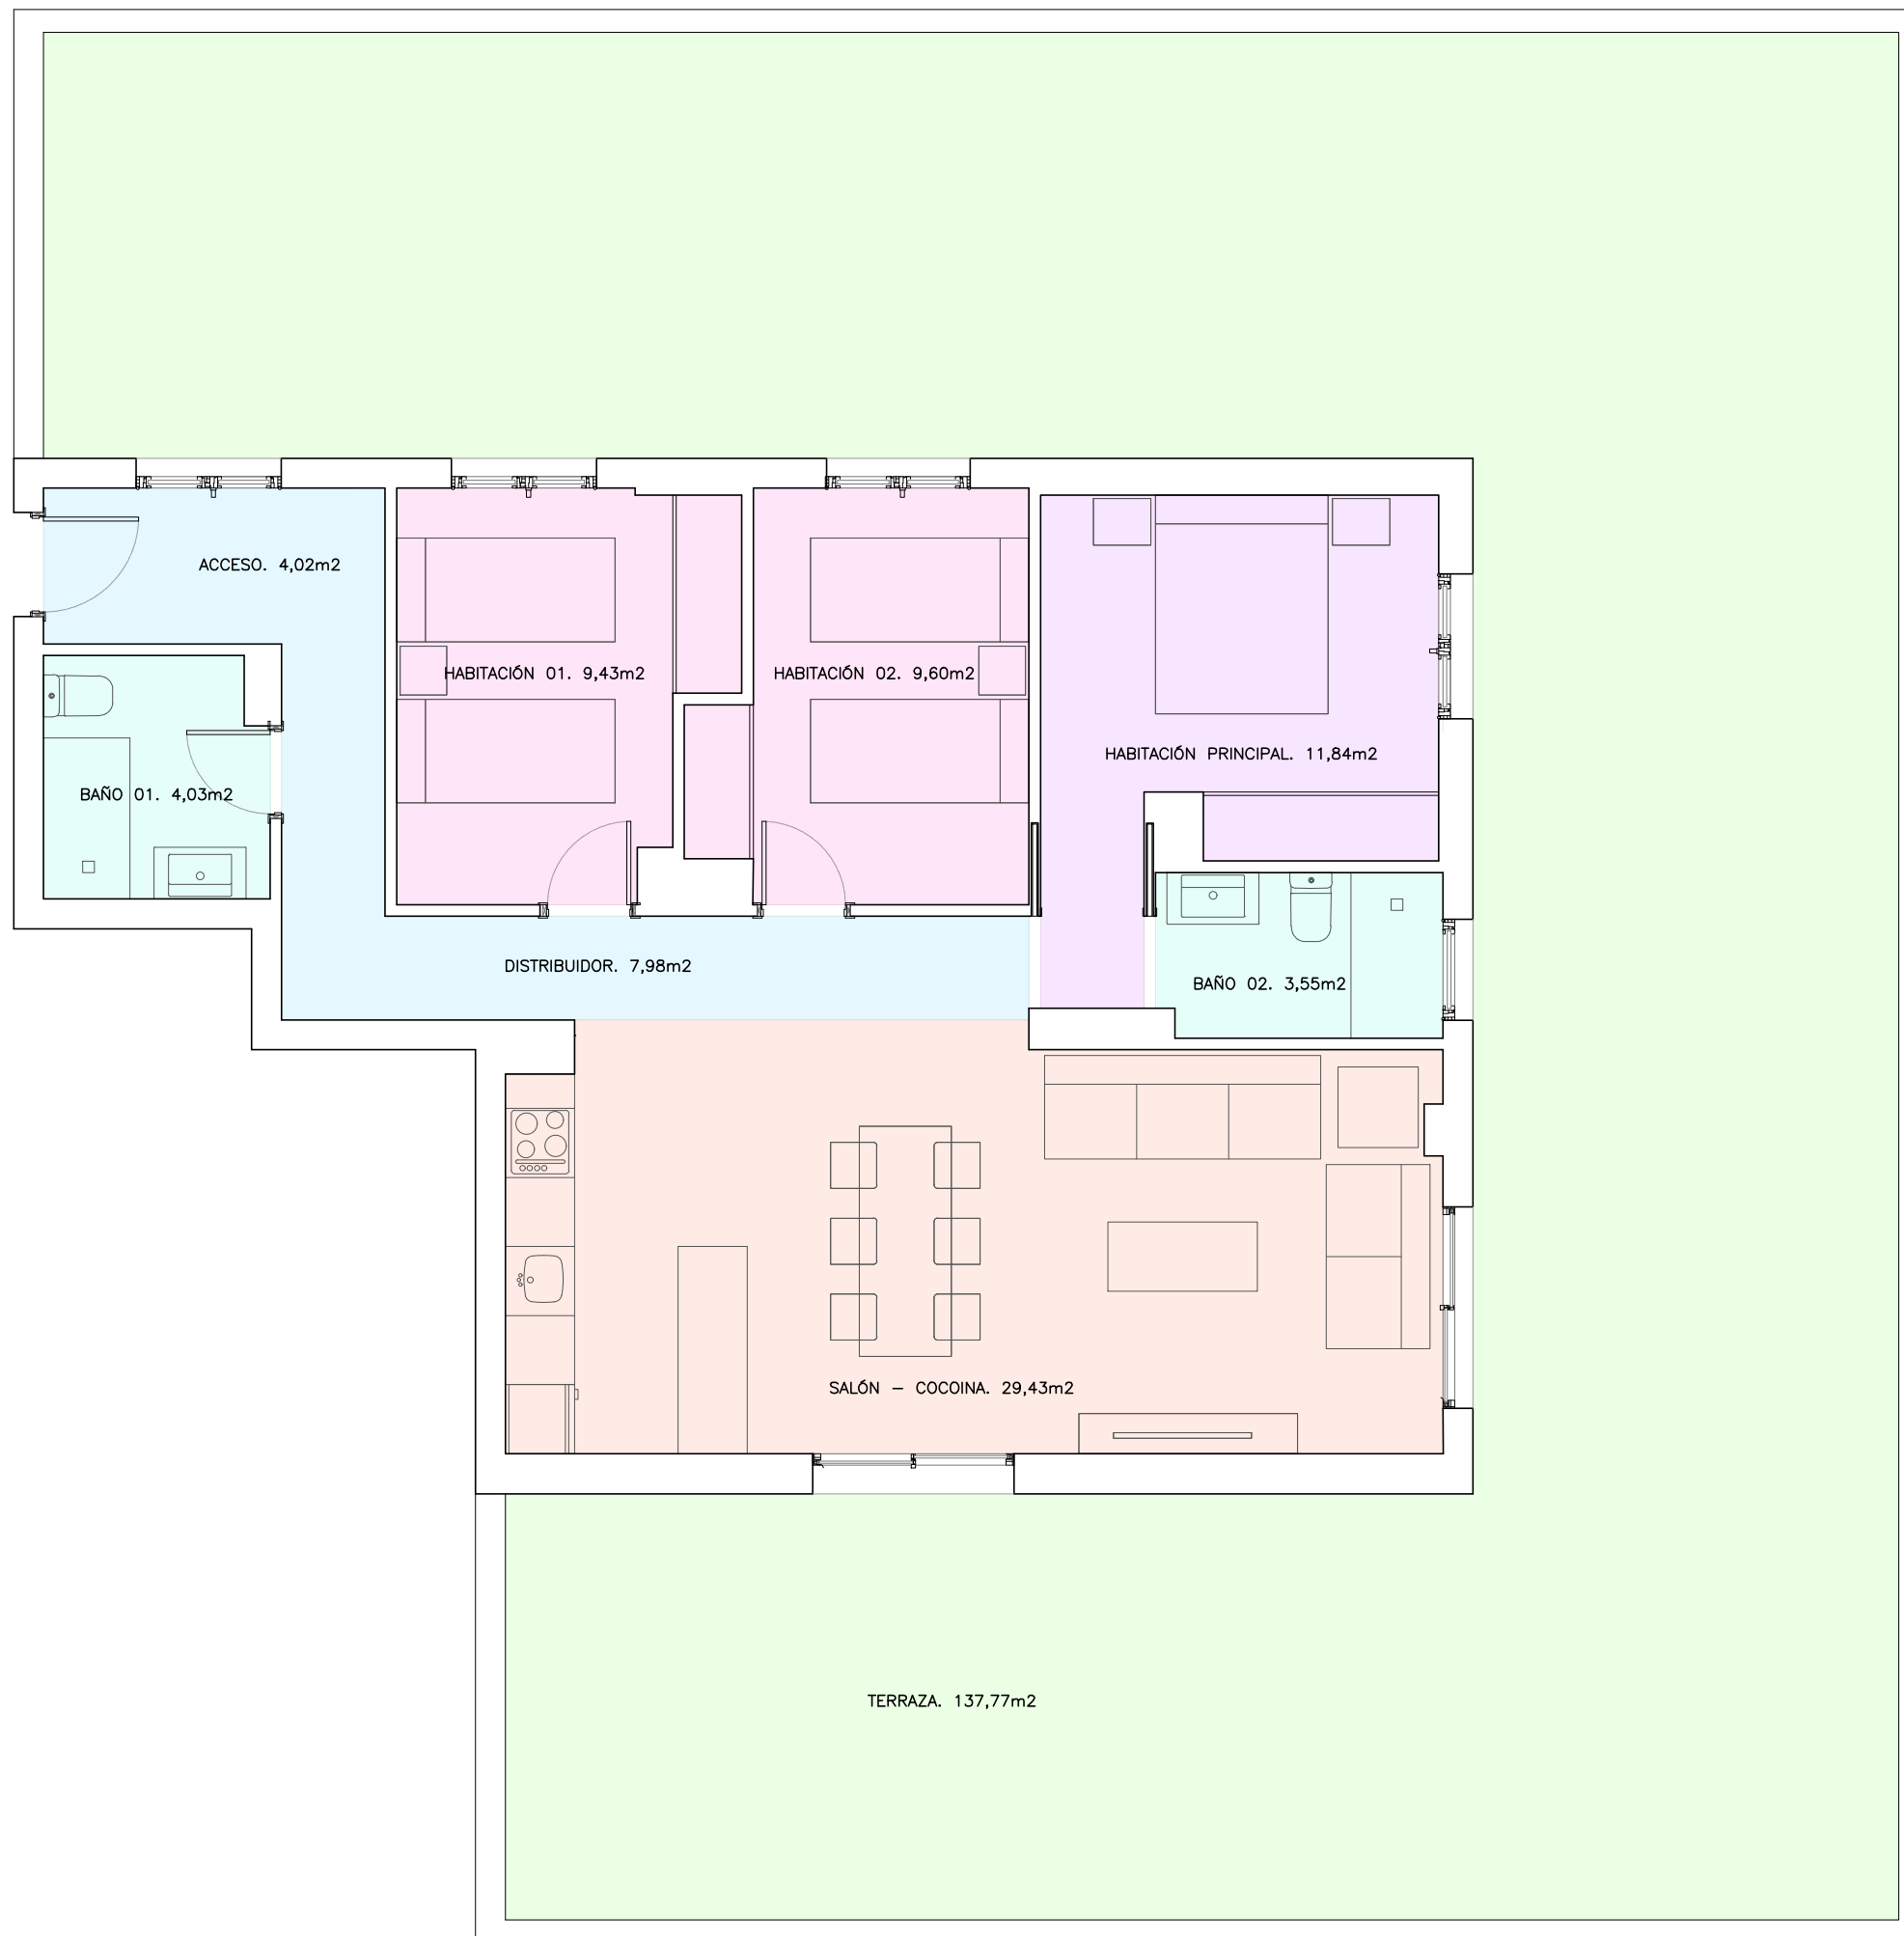 ACCESO. 4,02m2
HABITACIÓN 01. 9,43m2
HABITACIÓN 02. 9,60m2
HABITACIÓN PRINCIPAL. 11,84m2
BAÑO 01. 4,03m2
DISTRIBUIDOR. 7,98m2
BAÑO 02. 3,55m2
SALÓN – COCOINA. 29,43m2
TERRAZA. 137,77m2